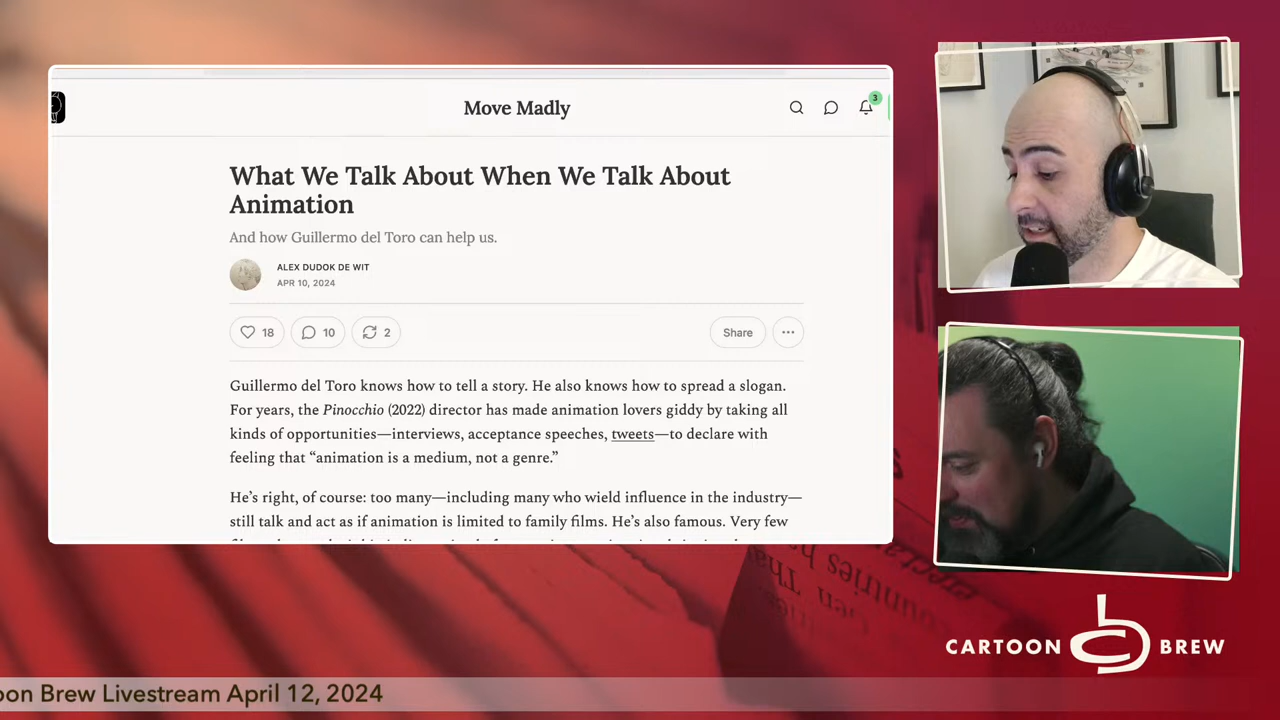 Move Madly
3
What We Talk About When We Talk About
Animation
And how Guillermo del Toro can help us.
ALEX DUDOK DE WIT
APR 10, 2024
18
10
2
Share
Guillermo del Toro knows how to tell a story. He also knows how to spread a slogan.
For years, the Pinocchio (2022) director has made animation lovers giddy by taking all
kinds of opportunities—interviews, acceptance speeches, tweets—to declare with
feeling that “animation is a medium, not a genre.”
He’s right, of course: too many—including many who wield influence in the industry—
still talk and act as if animation is limited to family films. He’s also famous. Very few
CARTOON BREW
oon Brew Livestream April 12, 2024